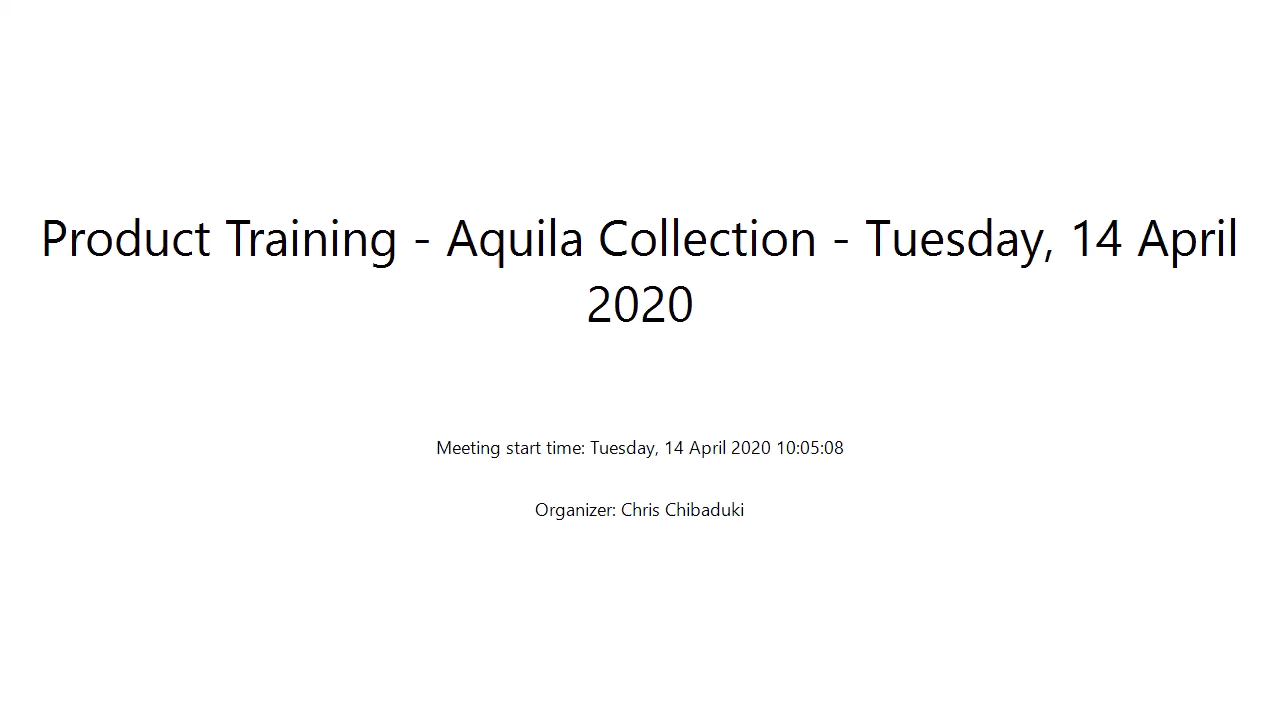 Product Training - Aquila Collection - Tuesday, 14 April
2020
Meeting start time: Tuesday, 14 April 2020 10:05:08
Organizer: Chris Chibaduki